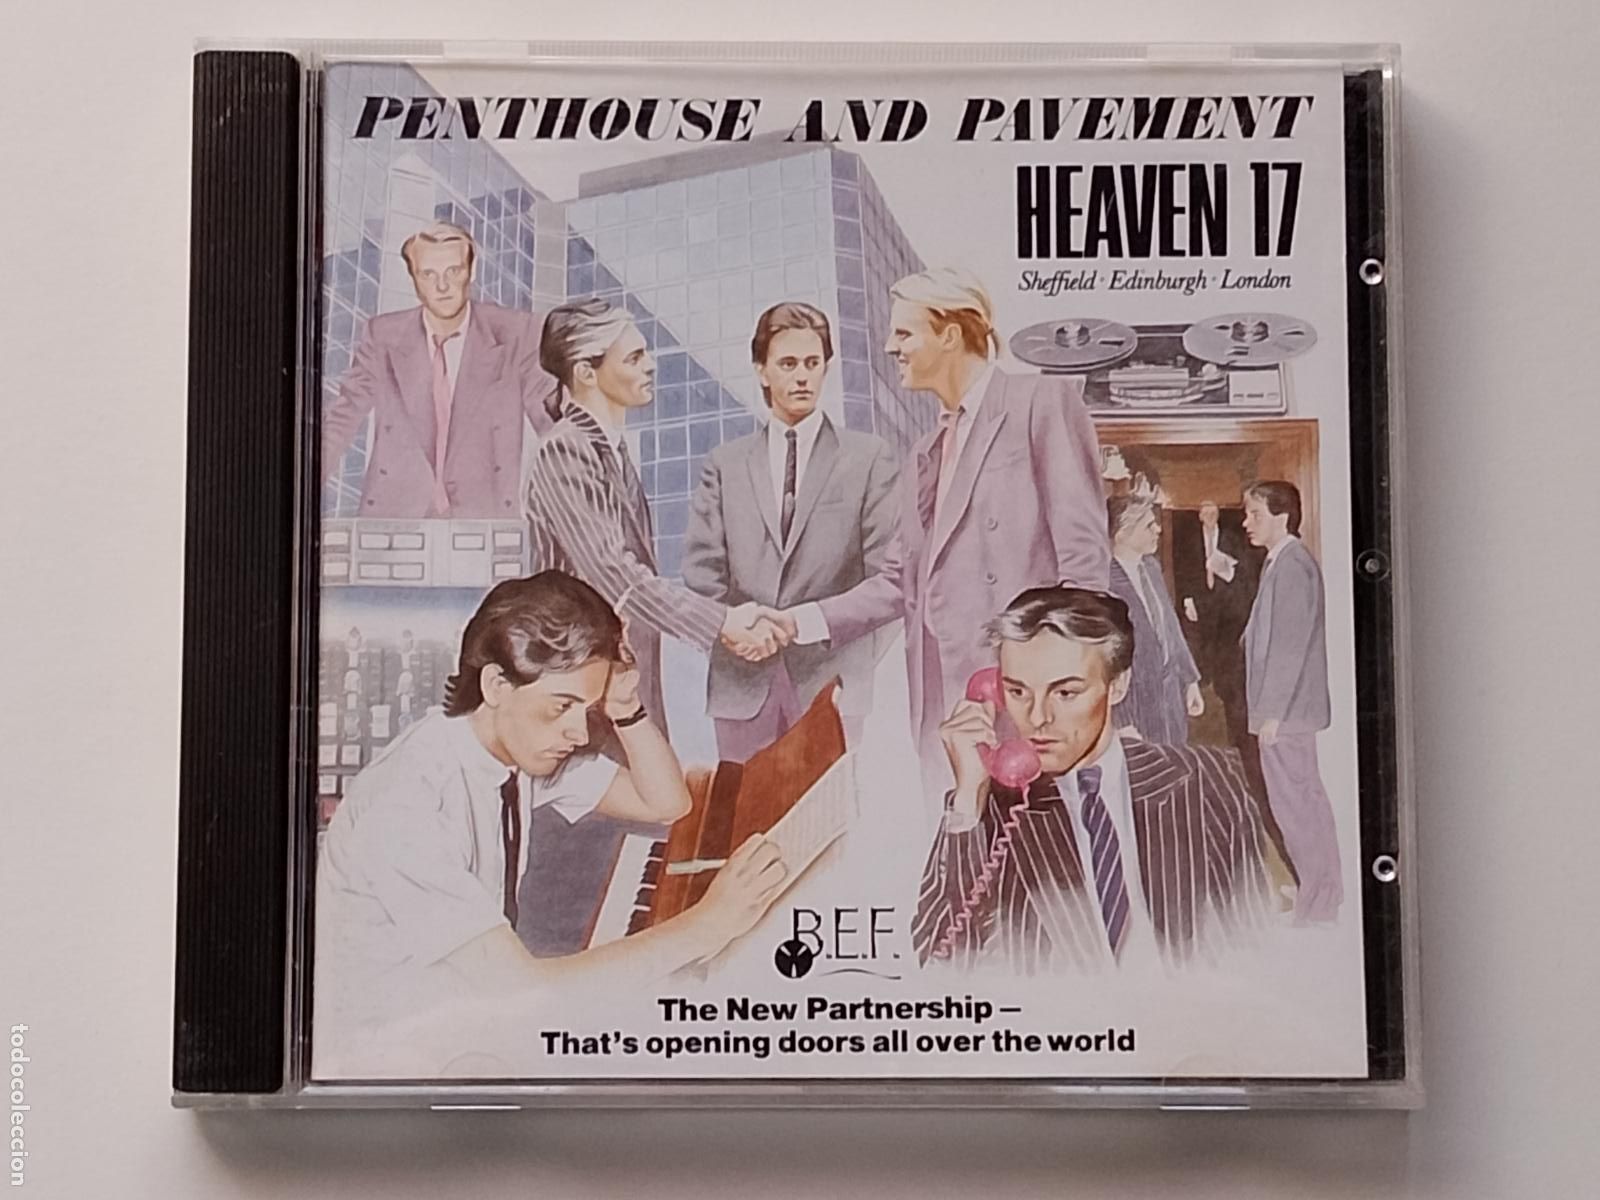 PENTHOUSE AND PAVEMENT
HEAVEN 17
Sheffield · Edinburgh · London
B.E.F.
The New Partnership –
That's opening doors all over the world
todocoleccion